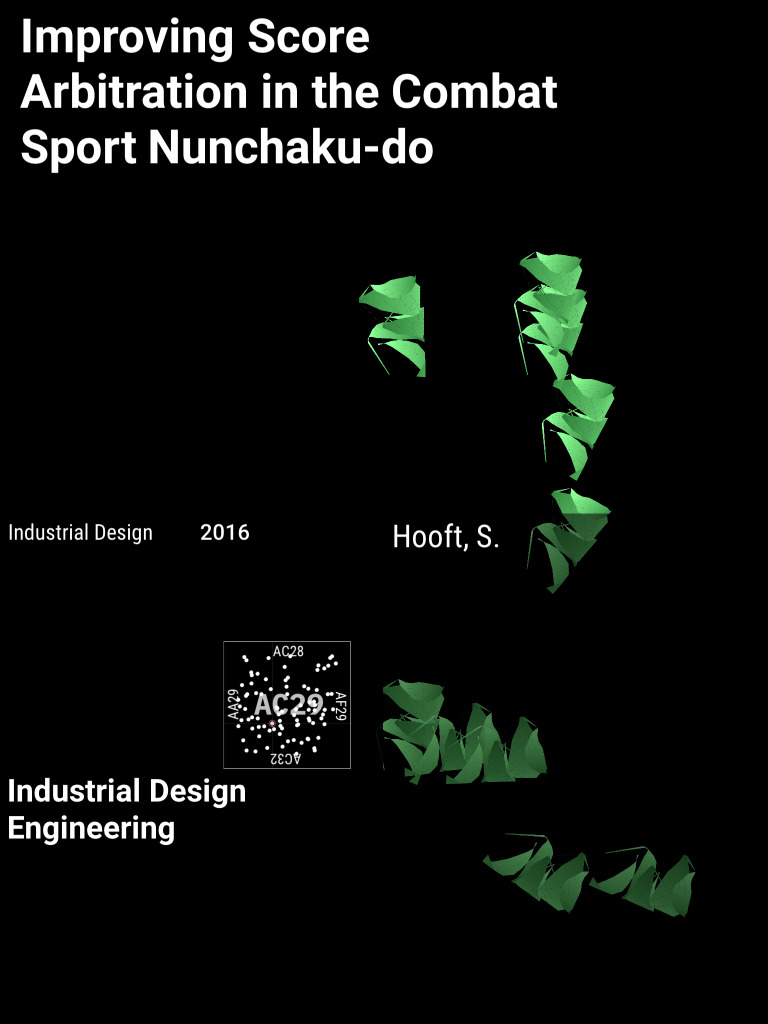 Improving Score
Arbitration in the Combat
Sport Nunchaku-do
Industrial Design
2016
Hooft, S.
AC28
AA29
AC29
AF29
AC32
Industrial Design
Engineering